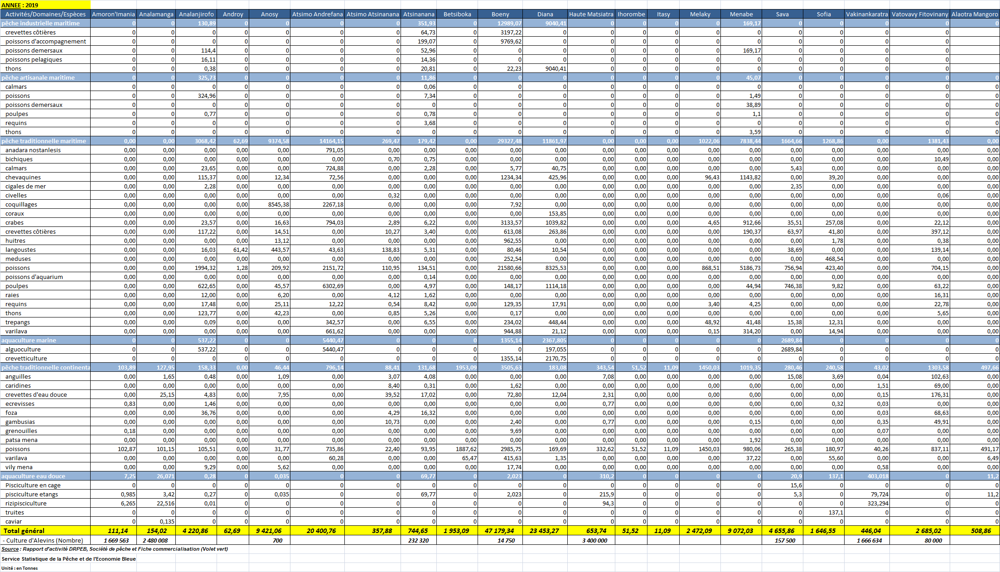 ANNEE : 2019
Activités/Domaines/Espèces Amoron'Imania Analamanga Analanjirofo Androy Anosy Atsimo Andrefana Atsimo Atsinanana Atsinanana Betsiboka Boeny Diana Haute Matsiatra Ihorombe Itasy Melaky Menabe Sava Sofia Vakinankaratra Vatovavy Fitovinany Alaotra Mangoro
pêche industrielle maritime 0 0 130,89 0 0 0 0 351,93 0 12989,07 9040,41 0 0 0 0 169,17 0 0 0 0 0
crevettes côtières 0 0 0 0 0 0 0 64,73 0 3197,22 0 0 0 0 0 0 0 0 0 0
poissons d'accompagnement 0 0 0 0 0 0 0 199,07 0 9769,62 0 0 0 0 0 0 0 0 0 0
poissons demersaux 0 0 114,4 0 0 0 0 52,96 0 0 0 0 0 0 0 169,17 0 0 0 0
poissons pelagiques 0 0 16,11 0 0 0 0 14,36 0 0 0 0 0 0 0 0 0 0 0 0
thons 0 0 0,38 0 0 0 0 20,81 0 22,23 9040,41 0 0 0 0 0 0 0 0 0
pêche artisanale maritime 0 0 325,73 0 0 0 0 11,86 0 0 0 0 0 0 0 45,07 0 0 0 0 0
calmars 0 0 0 0 0 0 0 0,06 0 0 0 0 0 0 0 0 0 0 0 0 0
poissons 0 0 324,96 0 0 0 0 7,34 0 0 0 0 0 0 0 1,49 0 0 0 0 0
poissons demersaux 0 0 0 0 0 0 0 0 0 0 0 0 0 0 0 38,89 0 0 0 0 0
poulpes 0 0 0,77 0 0 0 0 0,78 0 0 0 0 0 0 0 1,1 0 0 0 0 0
requins 0 0 0 0 0 0 0 3,68 0 0 0 0 0 0 0 0 0 0 0 0 0
thons 0 0 0 0 0 0 0 0 0 0 0 0 0 0 0 3,59 0 0 0 0 0
pêche traditionnelle maritime 0,00 0,00 3068,42 62,69 9374,58 14164,15 269,47 179,42 0,00 29327,48 11861,97 0,00 0,00 0,00 1022,06 7838,44 1664,66 1268,86 0,00 1381,43 0,00
anadara nostanlesis 0,00 0,00 0,00 0,00 0,00 791,05 0,00 0,00 0,00 0,00 0,00 0,00 0,00 0,00 0,00 0,00 0,00 0,00 0,00 0,00 0,00
bichiques 0,00 0,00 0,00 0,00 0,00 0,00 0,70 0,75 0,00 0,00 0,00 0,00 0,00 0,00 0,00 0,00 0,00 0,00 0,00 10,49 0,00
calmars 0,00 0,00 23,65 0,00 0,00 724,88 0,00 2,28 0,00 5,77 40,75 0,00 0,00 0,00 0,00 0,00 5,43 0,00 0,00 0,00 0,00
chevaquines 0,00 0,00 115,37 0,00 12,34 72,56 0,00 0,00 0,00 1234,34 425,96 0,00 0,00 0,00 96,43 1143,82 0,00 39,20 0,00 0,00 0,00
cigales de mer 0,00 0,00 2,28 0,00 0,00 0,00 0,00 0,00 0,00 0,00 0,00 0,00 0,00 0,00 0,00 0,00 2,35 0,00 0,00 0,00 0,00
civelles 0,00 0,00 0,00 0,00 0,00 0,00 0,32 0,00 0,00 0,00 0,00 0,00 0,00 0,00 0,00 0,00 0,00 0,00 0,00 0,06 0,00
coquillages 0,00 0,00 0,00 0,00 8545,38 2267,18 0,00 0,00 0,00 7,92 0,00 0,00 0,00 0,00 0,00 0,00 0,00 0,00 0,00 0,00 0,00
coraux 0,00 0,00 0,00 0,00 0,00 0,00 0,00 0,00 0,00 0,00 153,85 0,00 0,00 0,00 0,00 0,00 0,00 0,00 0,00 0,00 0,00
crabes 0,00 0,00 23,57 0,00 16,63 794,03 2,89 6,22 0,00 3133,57 1039,82 0,00 0,00 0,00 4,65 912,66 35,51 257,08 0,00 22,12 0,00
crevettes côtières 0,00 0,00 117,22 0,00 14,51 0,00 10,27 3,40 0,00 613,08 263,86 0,00 0,00 0,00 0,00 190,37 63,97 41,80 0,00 397,12 0,00
huitres 0,00 0,00 0,00 0,00 13,12 0,00 0,00 0,00 0,00 962,55 0,00 0,00 0,00 0,00 0,00 0,00 0,00 1,78 0,00 0,38 0,00
langoustes 0,00 0,00 16,03 61,42 443,57 43,63 138,83 5,31 0,00 80,46 10,54 0,00 0,00 0,00 0,00 0,00 38,69 0,00 0,00 139,14 0,00
meduses 0,00 0,00 0,00 0,00 0,00 0,00 0,00 0,00 0,00 252,54 0,00 0,00 0,00 0,00 0,00 0,00 0,00 468,54 0,00 0,00 0,00
poissons 0,00 0,00 1994,32 1,28 209,92 2151,72 110,95 134,51 0,00 21580,66 8325,53 0,00 0,00 0,00 868,51 5186,73 756,94 423,40 0,00 704,15 0,00
poissons d'aquarium 0,00 0,00 0,00 0,00 0,00 0,00 0,00 0,14 0,00 0,00 0,00 0,00 0,00 0,00 0,00 0,00 0,00 0,00 0,00 0,00 0,00
poulpes 0,00 0,00 622,65 0,00 45,57 6302,69 0,00 4,97 0,00 148,17 1114,18 0,00 0,00 0,00 0,00 44,94 746,38 9,82 0,00 63,22 0,00
raies 0,00 0,00 12,00 0,00 6,20 0,00 4,12 1,62 0,00 0,00 0,00 0,00 0,00 0,00 0,00 0,00 0,00 0,00 0,00 16,31 0,00
requins 0,00 0,00 17,48 0,00 25,11 12,22 0,54 8,42 0,00 129,35 17,91 0,00 0,00 0,00 3,40 4,25 0,00 0,00 0,00 22,78 0,00
thons 0,00 0,00 123,77 0,00 42,23 0,00 0,85 5,26 0,00 0,17 0,00 0,00 0,00 0,00 0,00 0,00 0,00 0,00 0,00 5,65 0,00
trepangs 0,00 0,00 0,09 0,00 0,00 342,57 0,00 6,55 0,00 234,02 448,44 0,00 0,00 0,00 48,92 41,48 15,38 12,31 0,00 0,00 0,00
varilava 0,00 0,00 0,00 0,00 0,00 661,62 0,00 0,00 0,00 944,88 21,12 0,00 0,00 0,00 0,15 314,20 0,00 14,94 0,00 0,00 0,00
aquaculture marine 0 0 537,22 0 0 5440,47 0 0 0 1355,14 2367,805 0 0 0 0 0 2689,84 0 0 0 0
alguoculture 0 0 537,22 0 0 5440,47 0 0 0 0 197,055 0 0 0 0 0 2689,84 0 0 0 0
crevetticulture 0 0 0 0 0 0 0 0 0 1355,14 2170,75 0 0 0 0 0 0 0 0 0 0
pêche traditionnelle continenta 103,89 127,95 158,33 0,00 46,44 796,14 88,41 131,68 1953,09 3505,63 183,08 343,54 51,52 11,09 1450,03 1019,35 280,46 240,58 43,02 1303,58 497,66
anguilles 0,00 1,65 0,48 0,00 1,09 0,00 3,07 4,08 0,00 0,00 0,00 7,08 0,00 0,00 0,00 0,00 15,08 3,69 0,04 102,63 0,00
caridines 0,00 0,00 0,00 0,00 0,00 0,00 8,40 0,31 0,00 1,62 0,00 0,00 0,00 0,00 0,00 0,00 0,00 0,00 1,51 69,00 0,00
crevettes d'eau douce 0,00 25,15 4,83 0,00 7,95 0,00 39,52 17,02 0,00 72,80 12,04 2,31 0,00 0,00 0,00 0,00 0,00 0,00 0,15 176,31 0,00
ecrevisses 0,83 0,00 1,46 0,00 0,00 0,00 0,00 0,00 0,00 0,00 0,00 0,77 0,00 0,00 0,00 0,00 0,00 0,32 0,03 0,00 0,00
foza 0,00 0,00 36,76 0,00 0,00 0,00 4,29 16,32 0,00 0,00 0,00 0,00 0,00 0,00 0,00 0,00 0,00 0,00 0,03 68,63 0,00
gambusias 0,00 0,00 0,00 0,00 0,00 0,00 10,73 0,00 0,00 2,40 0,00 0,77 0,00 0,00 0,00 0,15 0,00 0,00 0,35 49,91 0,00
grenouilles 0,18 0,00 0,00 0,00 0,00 0,00 0,00 0,00 0,00 9,69 0,00 0,00 0,00 0,00 0,00 0,00 0,00 0,00 0,07 0,00 0,00
patsa mena 0,00 0,00 0,00 0,00 0,00 0,00 0,00 0,00 0,00 0,00 0,00 0,00 0,00 0,00 0,00 1,92 0,00 0,00 0,00 0,00 0,00
poissons 102,87 101,15 105,51 0,00 31,77 735,86 22,40 93,95 1887,62 2985,75 169,69 332,62 51,52 11,09 1450,03 980,06 265,38 180,97 40,26 837,11 491,17
varilava 0,00 0,00 0,00 0,00 0,00 60,28 0,00 0,00 65,47 415,63 1,35 0,00 0,00 0,00 0,00 37,22 0,00 55,60 0,00 0,00 6,49
vily mena 0,00 0,00 9,29 0,00 5,62 0,00 0,00 0,00 0,00 17,74 0,00 0,00 0,00 0,00 0,00 0,00 0,00 0,00 0,58 0,00 0,00
aquaculture eau douce 7,25 26,071 0,28 0 0,035 0 0 69,77 0 2,023 0 310,2 0 0 0 0 20,9 137,1 403,018 0 11,2
Pisciculture en cage 0 0 0 0 0 0 0 0 0 0 0 0 0 0 0 0 15,6 0 0 0 0
pisciculture etangs 0,985 3,42 0,27 0 0,035 0 0 69,77 0 2,023 0 215,9 0 0 0 0 5,3 0 79,724 0 11,2
rizipisciculture 6,265 22,516 0,01 0 0 0 0 0 0 0 0 94,3 0 0 0 0 0 0 323,294 0 0
truites 0 0 0 0 0 0 0 0 0 0 0 0 0 0 0 0 0 137,1 0 0 0
caviar 0 0,135 0 0 0 0 0 0 0 0 0 0 0 0 0 0 0 0 0 0 0
Total général 111,14 154,02 4 220,86 62,69 9 421,06 20 400,76 357,88 744,65 1 953,09 47 179,34 23 453,27 653,74 51,52 11,09 2 472,09 9 072,03 4 655,86 1 646,55 446,04 2 685,02 508,86
- Culture d'Alevins (Nombre) 1 669 563 2 480 008 700 232 320 14 750 3 400 000 157 500 1 666 634 80 000
Source : Rapport d'activité DRPEB, Société de pêche et Fiche commercialisation (Volet vert)
Service Statistique de la Pêche et de l'Economie Bleue
Unité : en Tonnes